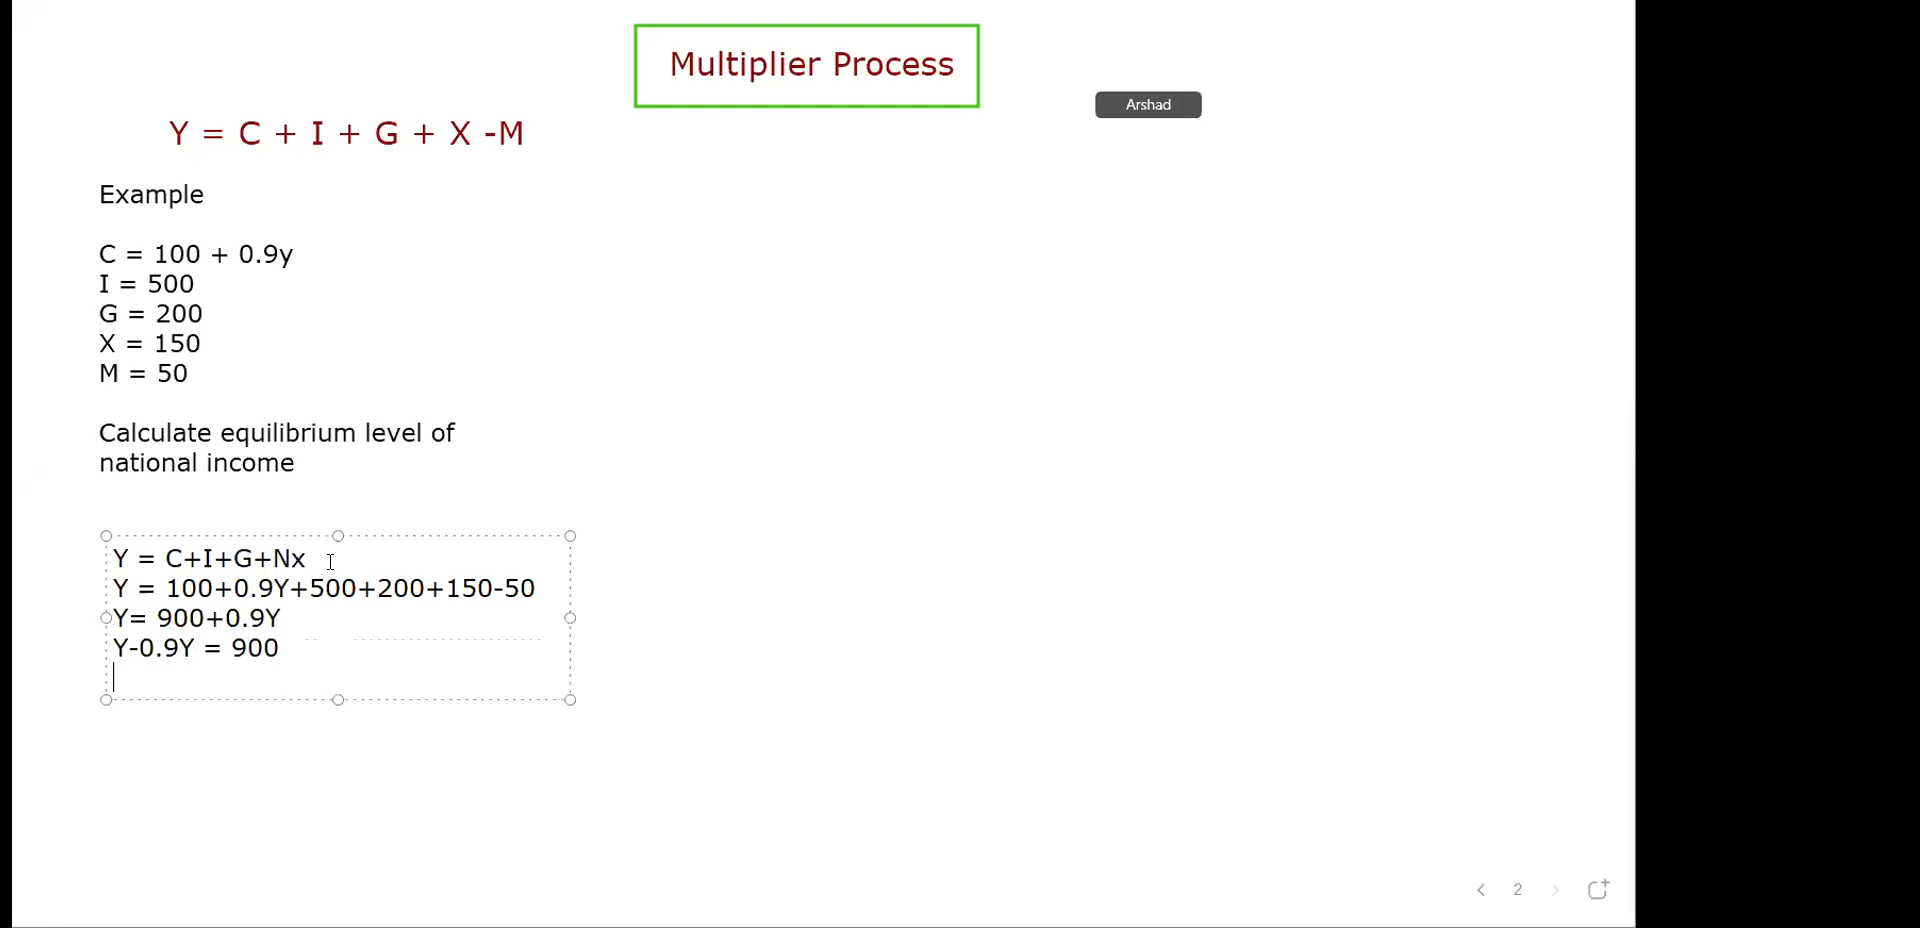 Multiplier Process
Arshad
Y = C + I + G + X -M
Example
C = 100 + 0.9y
I = 500
G = 200
X = 150
M = 50
Calculate equilibrium level of
national income
Y = C+I+G+Nx
Y = 100+0.9Y+500+200+150-50
Y= 900+0.9Y
Y-0.9Y = 900
2